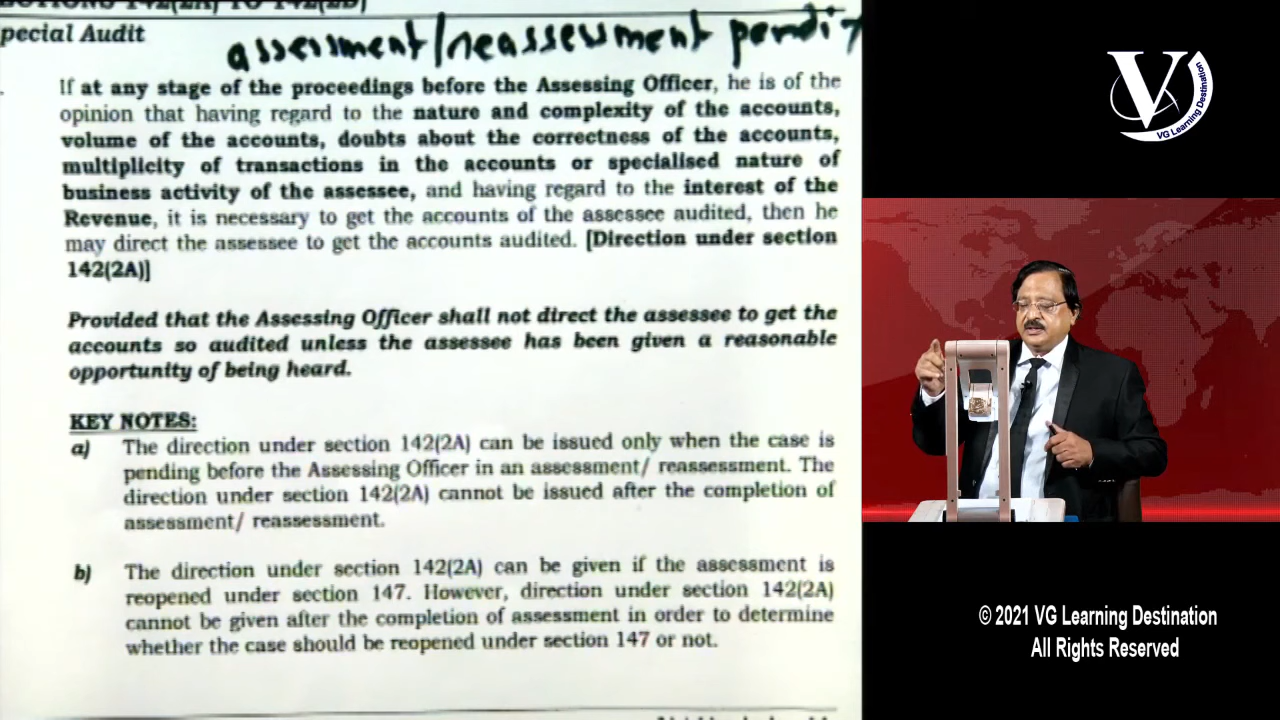 SECTIONS 142(2A) TO 142(2D)
pecial Audit
assessment/reassessment pendi
If at any stage of the proceedings before the Assessing Officer, he is of the
opinion that having regard to the nature and complexity of the accounts,
volume of the accounts, doubts about the correctness of the accounts,
multiplicity of transactions in the accounts or specialised nature of
business activity of the assessee, and having regard to the interest of the
Revenue, it is necessary to get the accounts of the assessee audited, then he
may direct the assessee to get the accounts audited. [Direction under section
142(2A)]
Provided that the Assessing Officer shall not direct the assessee to get the
accounts so audited unless the assessee has been given a reasonable
opportunity of being heard.
KEY NOTES:
a) The direction under section 142(2A) can be issued only when the case is
pending before the Assessing Officer in an assessment/ reassessment. The
direction under section 142(2A) cannot be issued after the completion of
assessment/ reassessment.
b) The direction under section 142(2A) can be given if the assessment is
reopened under section 147. However, direction under section 142(2A)
cannot be given after the completion of assessment in order to determine
whether the case should be reopened under section 147 or not.
V
VG Learning Destination
© 2021 VG Learning Destination
All Rights Reserved